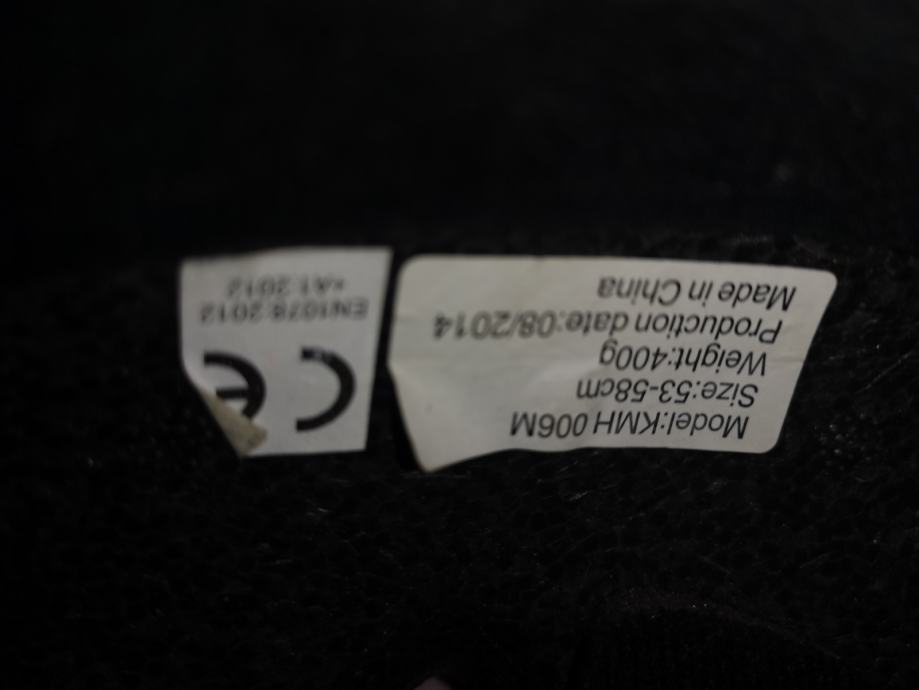 Model:KMH 006M
Size:53-58cm
Weight:400g
Production date:08/2014
Made in China
CE
EN1078:2012
+A1:2012